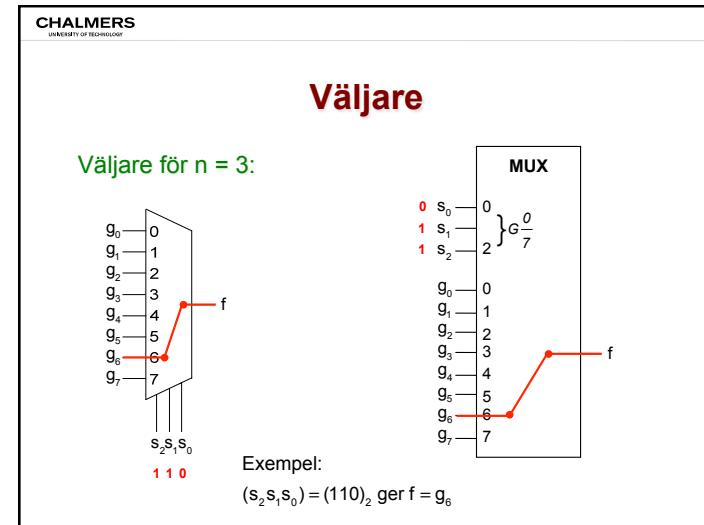 CHALMERS
UNIVERSITY OF TECHNOLOGY
Väljare
Väljare för n = 3:
g₀ 0
g₁ 1
g₂ 2
g₃ 3
g₄ 4
g₅ 5
g₆ 6
g₇ 7
f
s₂s₁s₀
1 1 0
MUX
0 s₀ 0
1 s₁
1 s₂ 2
} G 0/7
g₀ 0
g₁ 1
g₂ 2
g₃ 3
g₄ 4
g₅ 5
g₆ 6
g₇ 7
f
Exempel:
(s₂s₁s₀) = (110)₂ ger f = g₆